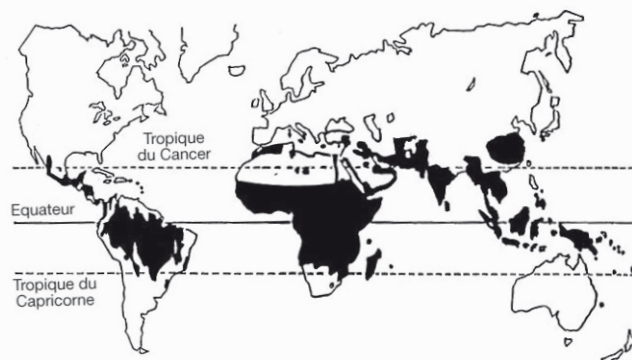 Tropique
du Cancer
Equateur
Tropique du
Capricorne